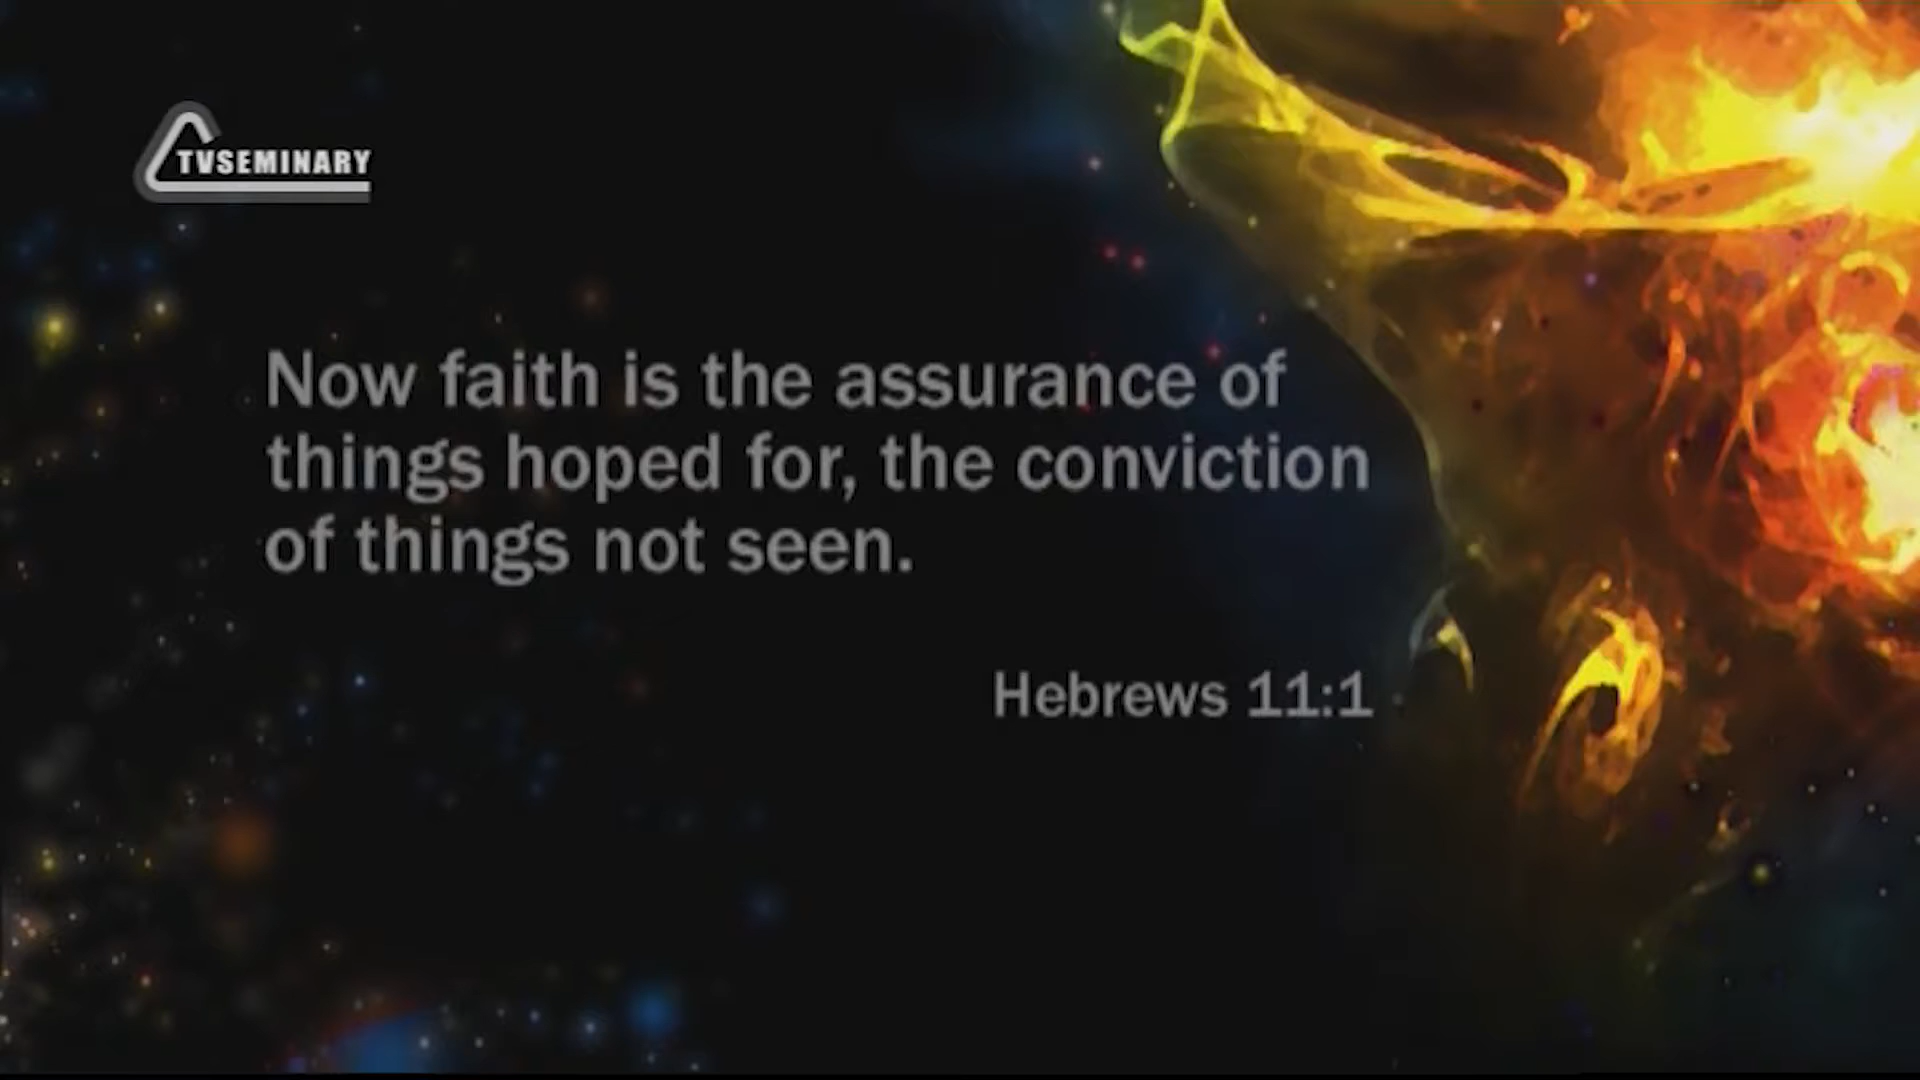 TVSEMINARY
Now faith is the assurance of
things hoped for, the conviction
of things not seen.
Hebrews 11:1